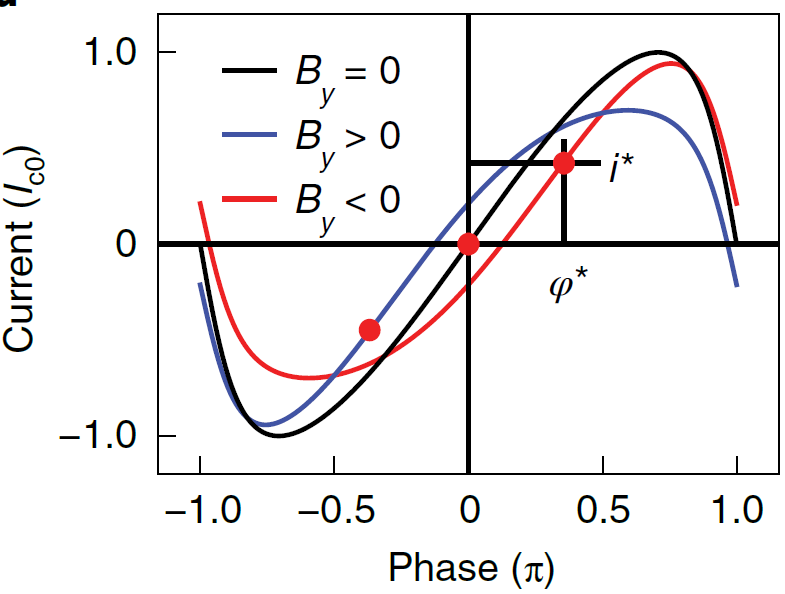 1.0
B_y = 0
B_y > 0
B_y < 0
i*
0
φ*
−1.0
−1.0 −0.5 0 0.5 1.0
Phase (π)
Current (I_c0)